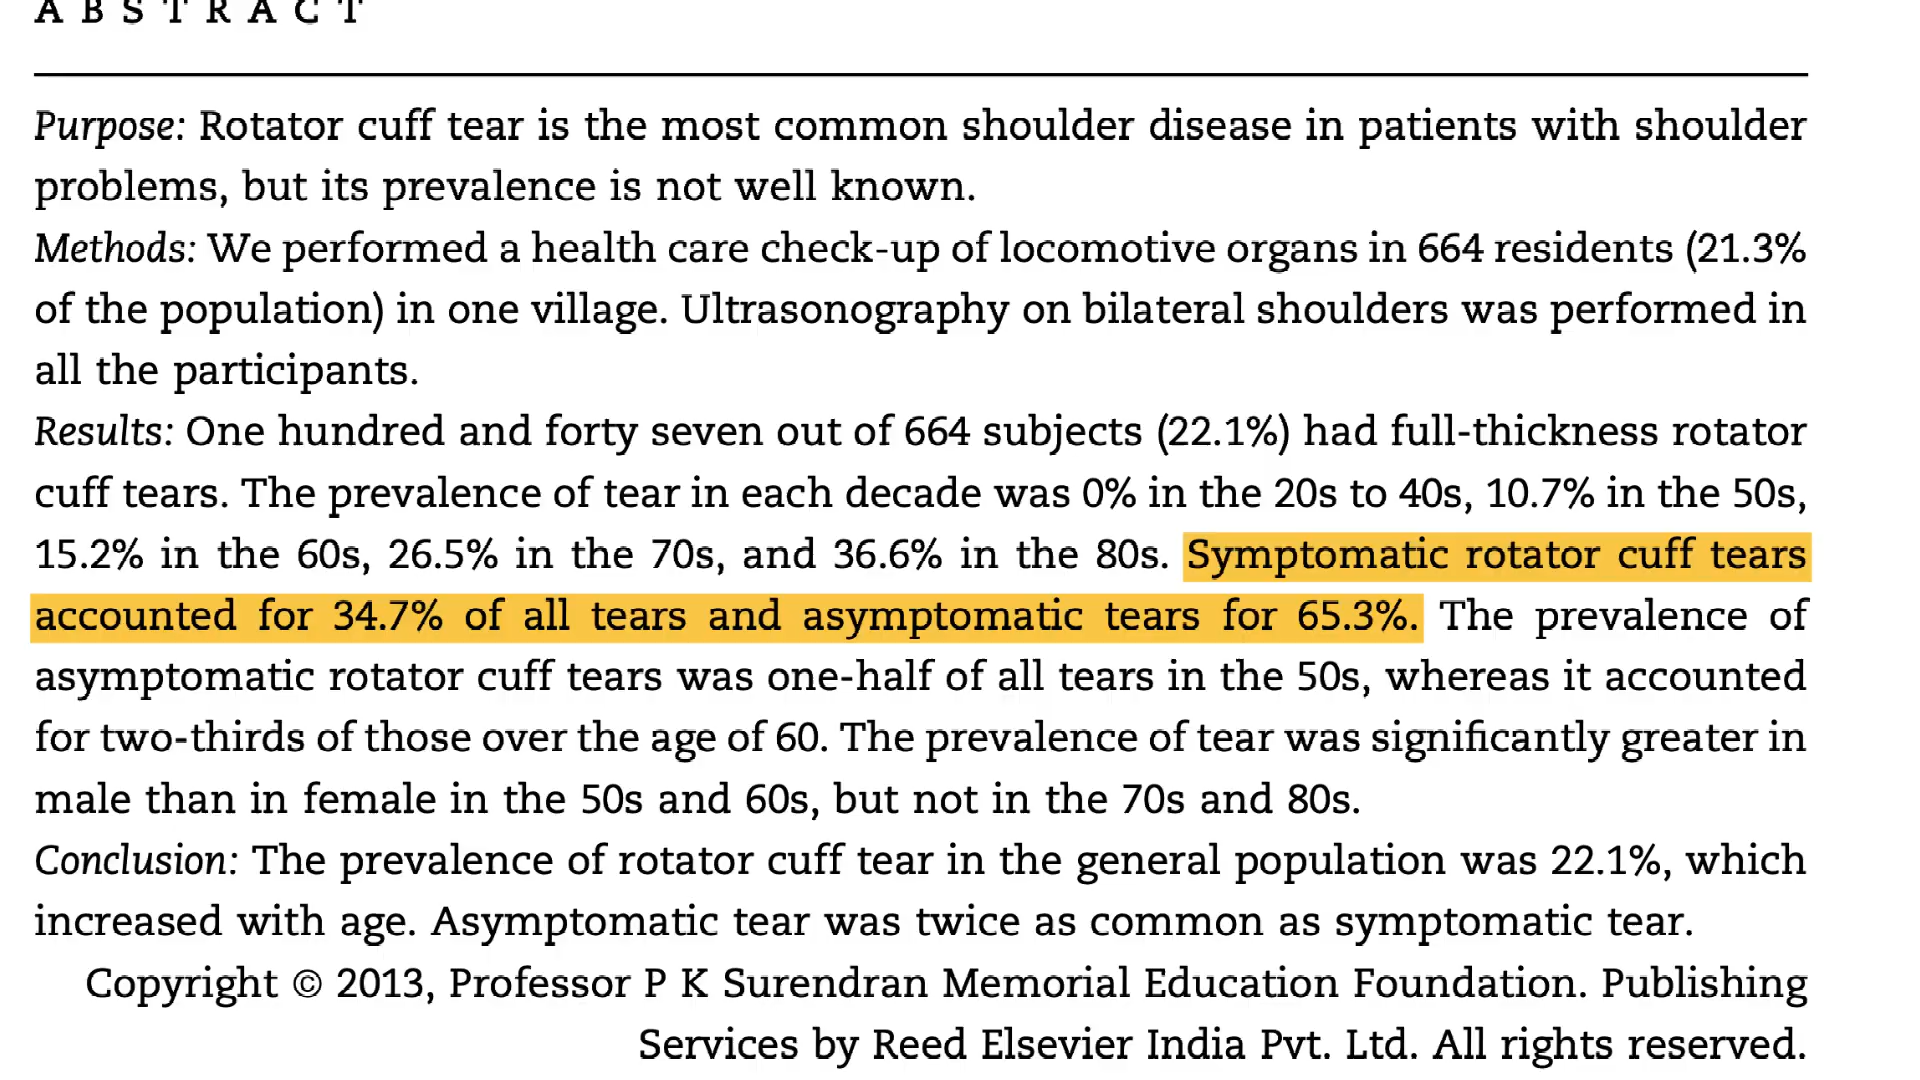 ABSTRACT
Purpose: Rotator cuff tear is the most common shoulder disease in patients with shoulder
problems, but its prevalence is not well known.
Methods: We performed a health care check-up of locomotive organs in 664 residents (21.3%
of the population) in one village. Ultrasonography on bilateral shoulders was performed in
all the participants.
Results: One hundred and forty seven out of 664 subjects (22.1%) had full-thickness rotator
cuff tears. The prevalence of tear in each decade was 0% in the 20s to 40s, 10.7% in the 50s,
15.2% in the 60s, 26.5% in the 70s, and 36.6% in the 80s. Symptomatic rotator cuff tears
accounted for 34.7% of all tears and asymptomatic tears for 65.3%. The prevalence of
asymptomatic rotator cuff tears was one-half of all tears in the 50s, whereas it accounted
for two-thirds of those over the age of 60. The prevalence of tear was significantly greater in
male than in female in the 50s and 60s, but not in the 70s and 80s.
Conclusion: The prevalence of rotator cuff tear in the general population was 22.1%, which
increased with age. Asymptomatic tear was twice as common as symptomatic tear.
Copyright © 2013, Professor P K Surendran Memorial Education Foundation. Publishing
Services by Reed Elsevier India Pvt. Ltd. All rights reserved.